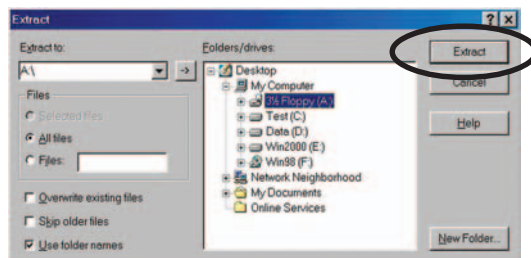 Extract
Extract to:
A:\
Files
Selected files
All files
Files:
Overwrite existing files
Skip older files
Use folder names
Folders/drives:
Desktop
My Computer
3½ Floppy (A:)
Test (C:)
Data (D:)
Win2000 (E:)
Win98 (F:)
Network Neighborhood
My Documents
Online Services
Extract
Cancel
Help
New Folder...